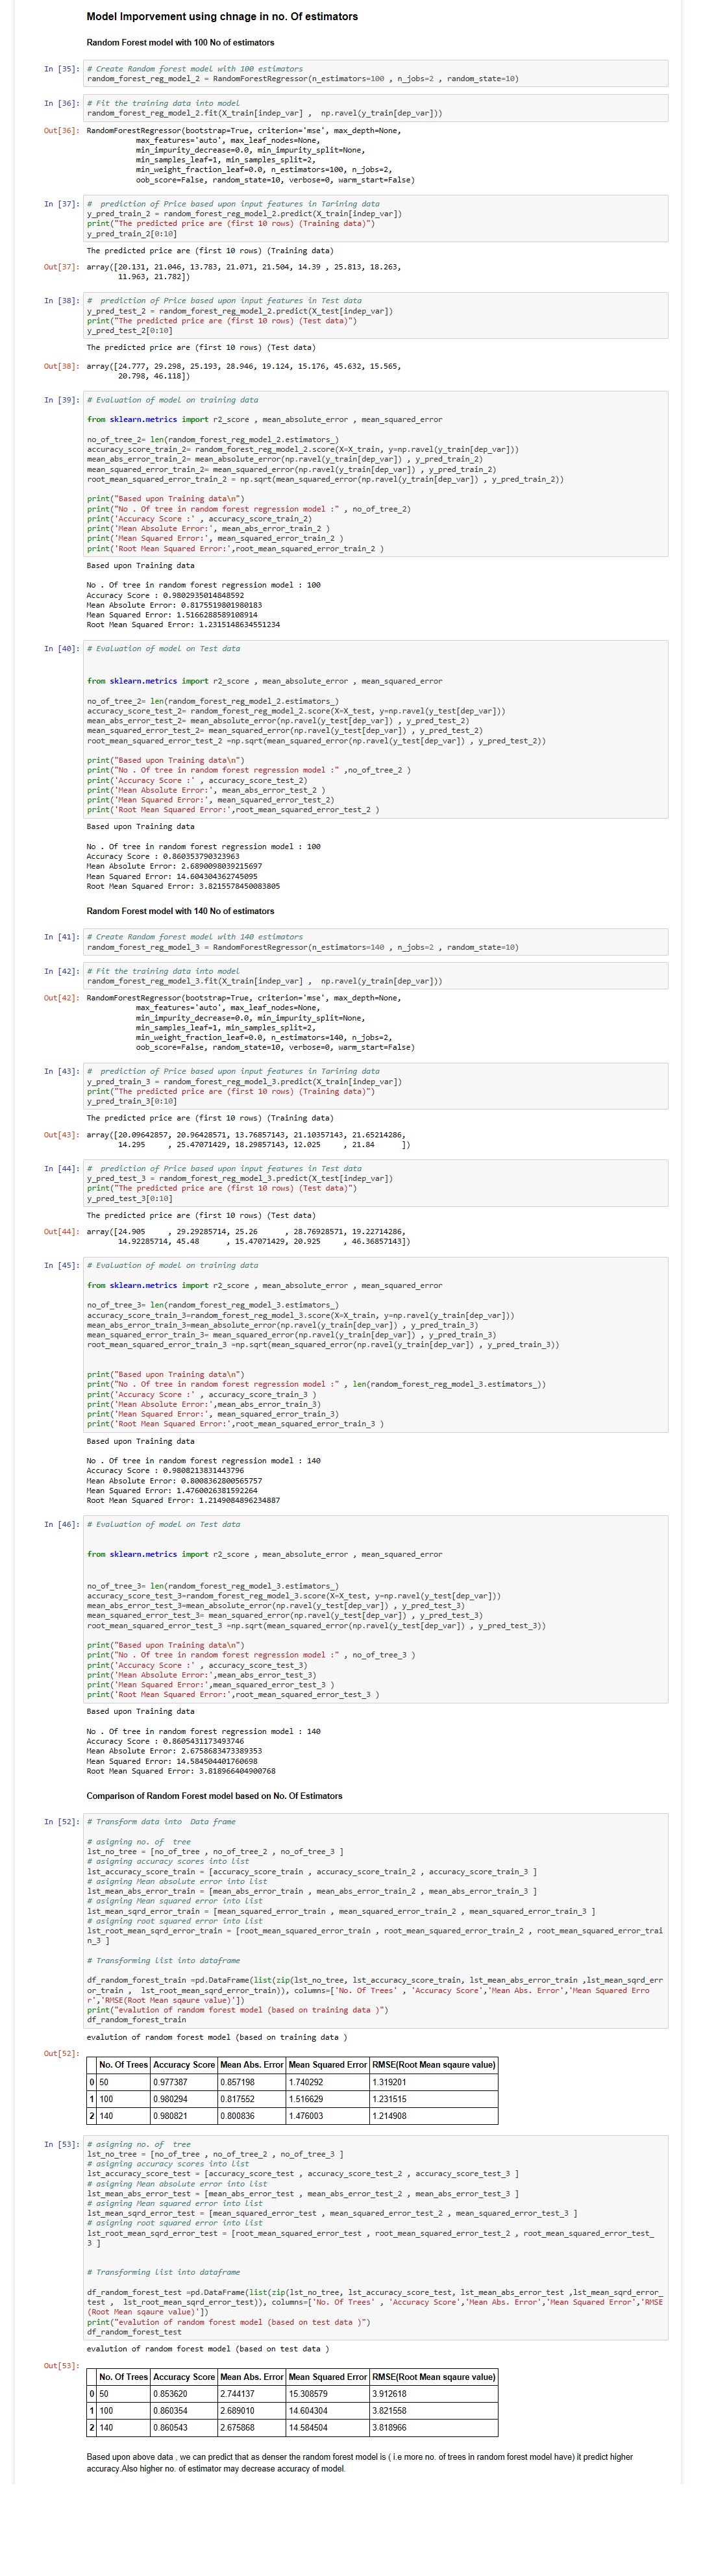 Model Imporvement using chnage in no. Of estimators
Random Forest model with 100 No of estimators
In [35]: # Create Random forest model with 100 estimators
random_forest_reg_model_2 = RandomForestRegressor(n_estimators=100 , n_jobs=2 , random_state=10)
In [36]: # Fit the training data into model
random_forest_reg_model_2.fit(X_train[indep_var] ,  np.ravel(y_train[dep_var]))
Out[36]: RandomForestRegressor(bootstrap=True, criterion='mse', max_depth=None,
max_features='auto', max_leaf_nodes=None,
min_impurity_decrease=0.0, min_impurity_split=None,
min_samples_leaf=1, min_samples_split=2,
min_weight_fraction_leaf=0.0, n_estimators=100, n_jobs=2,
oob_score=False, random_state=10, verbose=0, warm_start=False)
In [37]: #  prediction of Price based upon input features in Tarining data
y_pred_train_2 = random_forest_reg_model_2.predict(X_train[indep_var])
print("The predicted price are (first 10 rows) (Training data)")
y_pred_train_2[0:10]
The predicted price are (first 10 rows) (Training data)
Out[37]: array([20.131, 21.046, 13.783, 21.071, 21.504, 14.39 , 25.813, 18.263,
11.963, 21.782])
In [38]: #  prediction of Price based upon input features in Test data
y_pred_test_2 = random_forest_reg_model_2.predict(X_test[indep_var])
print("The predicted price are (first 10 rows) (Test data)")
y_pred_test_2[0:10]
The predicted price are (first 10 rows) (Test data)
Out[38]: array([24.777, 29.298, 25.193, 28.946, 19.124, 15.176, 45.632, 15.565,
20.798, 46.118])
In [39]: # Evaluation of model on training data
from sklearn.metrics import r2_score , mean_absolute_error , mean_squared_error
no_of_tree_2= len(random_forest_reg_model_2.estimators_)
accuracy_score_train_2= random_forest_reg_model_2.score(X=X_train, y=np.ravel(y_train[dep_var]))
mean_abs_error_train_2= mean_absolute_error(np.ravel(y_train[dep_var]) , y_pred_train_2)
mean_squared_error_train_2= mean_squared_error(np.ravel(y_train[dep_var]) , y_pred_train_2)
root_mean_squared_error_train_2 = np.sqrt(mean_squared_error(np.ravel(y_train[dep_var]) , y_pred_train_2))
print("Based upon Training data\n")
print("No . Of tree in random forest regression model :" , no_of_tree_2)
print('Accuracy Score :' , accuracy_score_train_2)
print('Mean Absolute Error:', mean_abs_error_train_2 )
print('Mean Squared Error:', mean_squared_error_train_2 )
print('Root Mean Squared Error:',root_mean_squared_error_train_2 )
Based upon Training data
No . Of tree in random forest regression model : 100
Accuracy Score : 0.9802935014848592
Mean Absolute Error: 0.8175519801980183
Mean Squared Error: 1.5166288589108914
Root Mean Squared Error: 1.2315148634551234
In [40]: # Evaluation of model on Test data
from sklearn.metrics import r2_score , mean_absolute_error , mean_squared_error
no_of_tree_2= len(random_forest_reg_model_2.estimators_)
accuracy_score_test_2= random_forest_reg_model_2.score(X=X_test, y=np.ravel(y_test[dep_var]))
mean_abs_error_test_2= mean_absolute_error(np.ravel(y_test[dep_var]) , y_pred_test_2)
mean_squared_error_test_2= mean_squared_error(np.ravel(y_test[dep_var]) , y_pred_test_2)
root_mean_squared_error_test_2 =np.sqrt(mean_squared_error(np.ravel(y_test[dep_var]) , y_pred_test_2))
print("Based upon Training data\n")
print("No . Of tree in random forest regression model :" ,no_of_tree_2 )
print('Accuracy Score :' , accuracy_score_test_2)
print('Mean Absolute Error:', mean_abs_error_test_2 )
print('Mean Squared Error:', mean_squared_error_test_2)
print('Root Mean Squared Error:',root_mean_squared_error_test_2 )
Based upon Training data
No . Of tree in random forest regression model : 100
Accuracy Score : 0.860353790323963
Mean Absolute Error: 2.6890098039215697
Mean Squared Error: 14.604304362745095
Root Mean Squared Error: 3.8215578450083805
Random Forest model with 140 No of estimators
In [41]: # Create Random forest model with 140 estimators
random_forest_reg_model_3 = RandomForestRegressor(n_estimators=140 , n_jobs=2 , random_state=10)
In [42]: # Fit the training data into model
random_forest_reg_model_3.fit(X_train[indep_var] ,  np.ravel(y_train[dep_var]))
Out[42]: RandomForestRegressor(bootstrap=True, criterion='mse', max_depth=None,
max_features='auto', max_leaf_nodes=None,
min_impurity_decrease=0.0, min_impurity_split=None,
min_samples_leaf=1, min_samples_split=2,
min_weight_fraction_leaf=0.0, n_estimators=140, n_jobs=2,
oob_score=False, random_state=10, verbose=0, warm_start=False)
In [43]: #  prediction of Price based upon input features in Tarining data
y_pred_train_3 = random_forest_reg_model_3.predict(X_train[indep_var])
print("The predicted price are (first 10 rows) (Training data)")
y_pred_train_3[0:10]
The predicted price are (first 10 rows) (Training data)
Out[43]: array([20.09642857, 20.96428571, 13.76857143, 21.10357143, 21.65214286,
14.295     , 25.47071429, 18.29857143, 12.025     , 21.84      ])
In [44]: #  prediction of Price based upon input features in Test data
y_pred_test_3 = random_forest_reg_model_3.predict(X_test[indep_var])
print("The predicted price are (first 10 rows) (Test data)")
y_pred_test_3[0:10]
The predicted price are (first 10 rows) (Test data)
Out[44]: array([24.905     , 29.29285714, 25.26      , 28.76928571, 19.22714286,
14.92285714, 45.48      , 15.47071429, 20.925     , 46.36857143])
In [45]: # Evaluation of model on training data
from sklearn.metrics import r2_score , mean_absolute_error , mean_squared_error
no_of_tree_3= len(random_forest_reg_model_3.estimators_)
accuracy_score_train_3=random_forest_reg_model_3.score(X=X_train, y=np.ravel(y_train[dep_var]))
mean_abs_error_train_3=mean_absolute_error(np.ravel(y_train[dep_var]) , y_pred_train_3)
mean_squared_error_train_3= mean_squared_error(np.ravel(y_train[dep_var]) , y_pred_train_3)
root_mean_squared_error_train_3 =np.sqrt(mean_squared_error(np.ravel(y_train[dep_var]) , y_pred_train_3))
print("Based upon Training data\n")
print("No . Of tree in random forest regression model :" , len(random_forest_reg_model_3.estimators_))
print('Accuracy Score :' , accuracy_score_train_3 )
print('Mean Absolute Error:',mean_abs_error_train_3)
print('Mean Squared Error:', mean_squared_error_train_3)
print('Root Mean Squared Error:',root_mean_squared_error_train_3 )
Based upon Training data
No . Of tree in random forest regression model : 140
Accuracy Score : 0.9808213831443796
Mean Absolute Error: 0.8008362800565757
Mean Squared Error: 1.4760026381592264
Root Mean Squared Error: 1.2149084896234887
In [46]: # Evaluation of model on Test data
from sklearn.metrics import r2_score , mean_absolute_error , mean_squared_error
no_of_tree_3= len(random_forest_reg_model_3.estimators_)
accuracy_score_test_3=random_forest_reg_model_3.score(X=X_test, y=np.ravel(y_test[dep_var]))
mean_abs_error_test_3=mean_absolute_error(np.ravel(y_test[dep_var]) , y_pred_test_3)
mean_squared_error_test_3= mean_squared_error(np.ravel(y_test[dep_var]) , y_pred_test_3)
root_mean_squared_error_test_3 =np.sqrt(mean_squared_error(np.ravel(y_test[dep_var]) , y_pred_test_3))
print("Based upon Training data\n")
print("No . Of tree in random forest regression model :" , no_of_tree_3 )
print('Accuracy Score :' , accuracy_score_test_3)
print('Mean Absolute Error:',mean_abs_error_test_3)
print('Mean Squared Error:',mean_squared_error_test_3 )
print('Root Mean Squared Error:',root_mean_squared_error_test_3 )
Based upon Training data
No . Of tree in random forest regression model : 140
Accuracy Score : 0.8605431173493746
Mean Absolute Error: 2.6758683473389353
Mean Squared Error: 14.584504401760698
Root Mean Squared Error: 3.818966404900768
Comparison of Random Forest model based on No. Of Estimators
In [52]: # Transform data into  Data frame
# asigning no. of  tree
lst_no_tree = [no_of_tree , no_of_tree_2 , no_of_tree_3 ]
# asigning accuracy scores into list
lst_accuracy_score_train = [accuracy_score_train , accuracy_score_train_2 , accuracy_score_train_3 ]
# asigning Mean absolute error into list
lst_mean_abs_error_train = [mean_abs_error_train , mean_abs_error_train_2 , mean_abs_error_train_3 ]
# asigning Mean squared error into list
lst_mean_sqrd_error_train = [mean_squared_error_train , mean_squared_error_train_2 , mean_squared_error_train_3 ]
# asigning root squared error into list
lst_root_mean_sqrd_error_train = [root_mean_squared_error_train , root_mean_squared_error_train_2 , root_mean_squared_error_trai
n_3 ]
# Transforming list into dataframe
df_random_forest_train =pd.DataFrame(list(zip(lst_no_tree, lst_accuracy_score_train, lst_mean_abs_error_train ,lst_mean_sqrd_err
or_train ,  lst_root_mean_sqrd_error_train)), columns=['No. Of Trees' , 'Accuracy Score','Mean Abs. Error','Mean Squared Erro
r','RMSE(Root Mean sqaure value)'])
print("evalution of random forest model (based on training data )")
df_random_forest_train
evalution of random forest model (based on training data )
Out[52]:
No. Of Trees Accuracy Score Mean Abs. Error Mean Squared Error RMSE(Root Mean sqaure value)
0 50 0.977387 0.857198 1.740292 1.319201
1 100 0.980294 0.817552 1.516629 1.231515
2 140 0.980821 0.800836 1.476003 1.214908
In [53]: # asigning no. of  tree
lst_no_tree = [no_of_tree , no_of_tree_2 , no_of_tree_3 ]
# asigning accuracy scores into list
lst_accuracy_score_test = [accuracy_score_test , accuracy_score_test_2 , accuracy_score_test_3 ]
# asigning Mean absolute error into list
lst_mean_abs_error_test = [mean_abs_error_test , mean_abs_error_test_2 , mean_abs_error_test_3 ]
# asigning Mean squared error into list
lst_mean_sqrd_error_test = [mean_squared_error_test , mean_squared_error_test_2 , mean_squared_error_test_3 ]
# asigning root squared error into list
lst_root_mean_sqrd_error_test = [root_mean_squared_error_test , root_mean_squared_error_test_2 , root_mean_squared_error_test_
3 ]
# Transforming list into dataframe
df_random_forest_test =pd.DataFrame(list(zip(lst_no_tree, lst_accuracy_score_test, lst_mean_abs_error_test ,lst_mean_sqrd_error_
test ,  lst_root_mean_sqrd_error_test)), columns=['No. Of Trees' , 'Accuracy Score','Mean Abs. Error','Mean Squared Error','RMSE
(Root Mean sqaure value)'])
print("evalution of random forest model (based on test data )")
df_random_forest_test
evalution of random forest model (based on test data )
Out[53]:
No. Of Trees Accuracy Score Mean Abs. Error Mean Squared Error RMSE(Root Mean sqaure value)
0 50 0.853620 2.744137 15.308579 3.912618
1 100 0.860354 2.689010 14.604304 3.821558
2 140 0.860543 2.675868 14.584504 3.818966
Based upon above data , we can predict that as denser the random forest model is ( i.e more no. of trees in random forest model have) it predict higher
accuracy.Also higher no. of estimator may decrease accuracy of model.